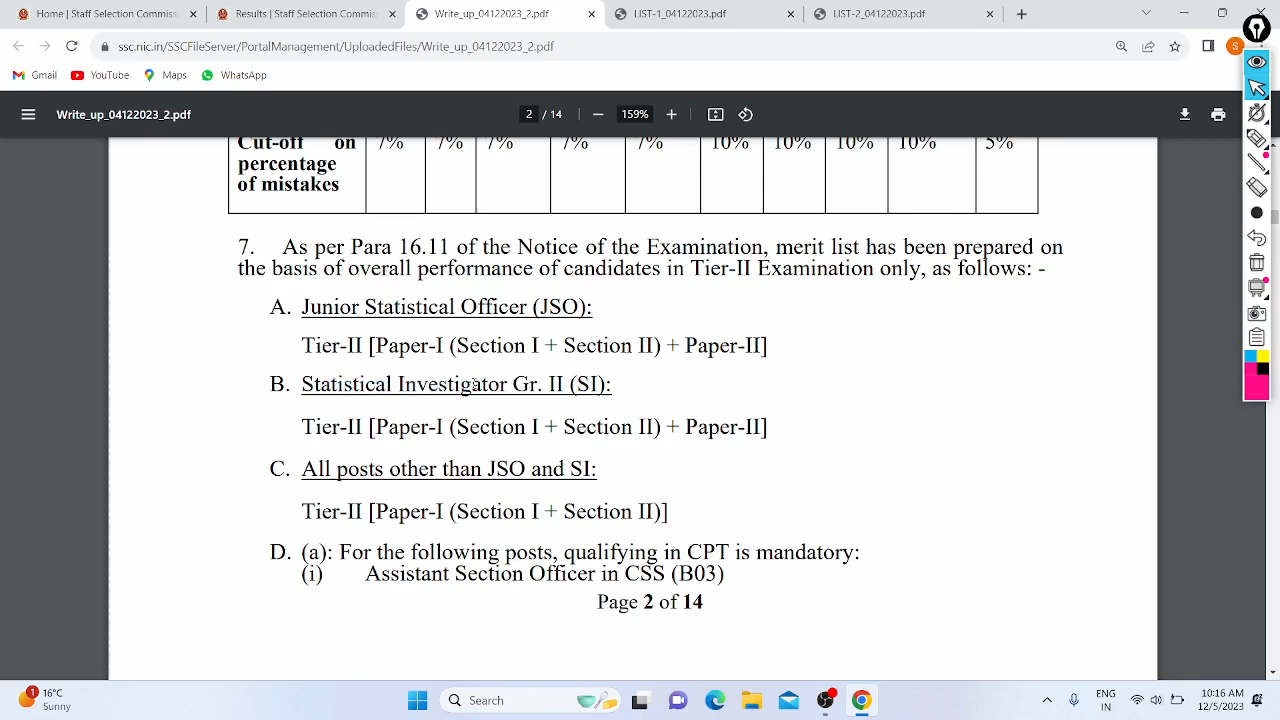 Home | Staff Selection Commissi
Results | Staff Selection Commis
Write_up_04122023_2.pdf
LIST-1_04122023.pdf
LIST-2_04122023.pdf
ssc.nic.in/SSCFileServer/PortalManagement/UploadedFiles/Write_up_04122023_2.pdf
S
Gmail
YouTube
Maps
WhatsApp
Write_up_04122023_2.pdf
2 / 14
159%
Cut-off on percentage of mistakes
7% 7% 7% 7% 7% 10% 10% 10% 10% 5%
7. As per Para 16.11 of the Notice of the Examination, merit list has been prepared on
the basis of overall performance of candidates in Tier-II Examination only, as follows: -
A. Junior Statistical Officer (JSO):
Tier-II [Paper-I (Section I + Section II) + Paper-II]
B. Statistical Investigator Gr. II (SI):
Tier-II [Paper-I (Section I + Section II) + Paper-II]
C. All posts other than JSO and SI:
Tier-II [Paper-I (Section I + Section II)]
D. (a): For the following posts, qualifying in CPT is mandatory:
(i) Assistant Section Officer in CSS (B03)
Page 2 of 14
1
16°C
Sunny
Search
ENG
IN
10:16 AM
12/5/2023